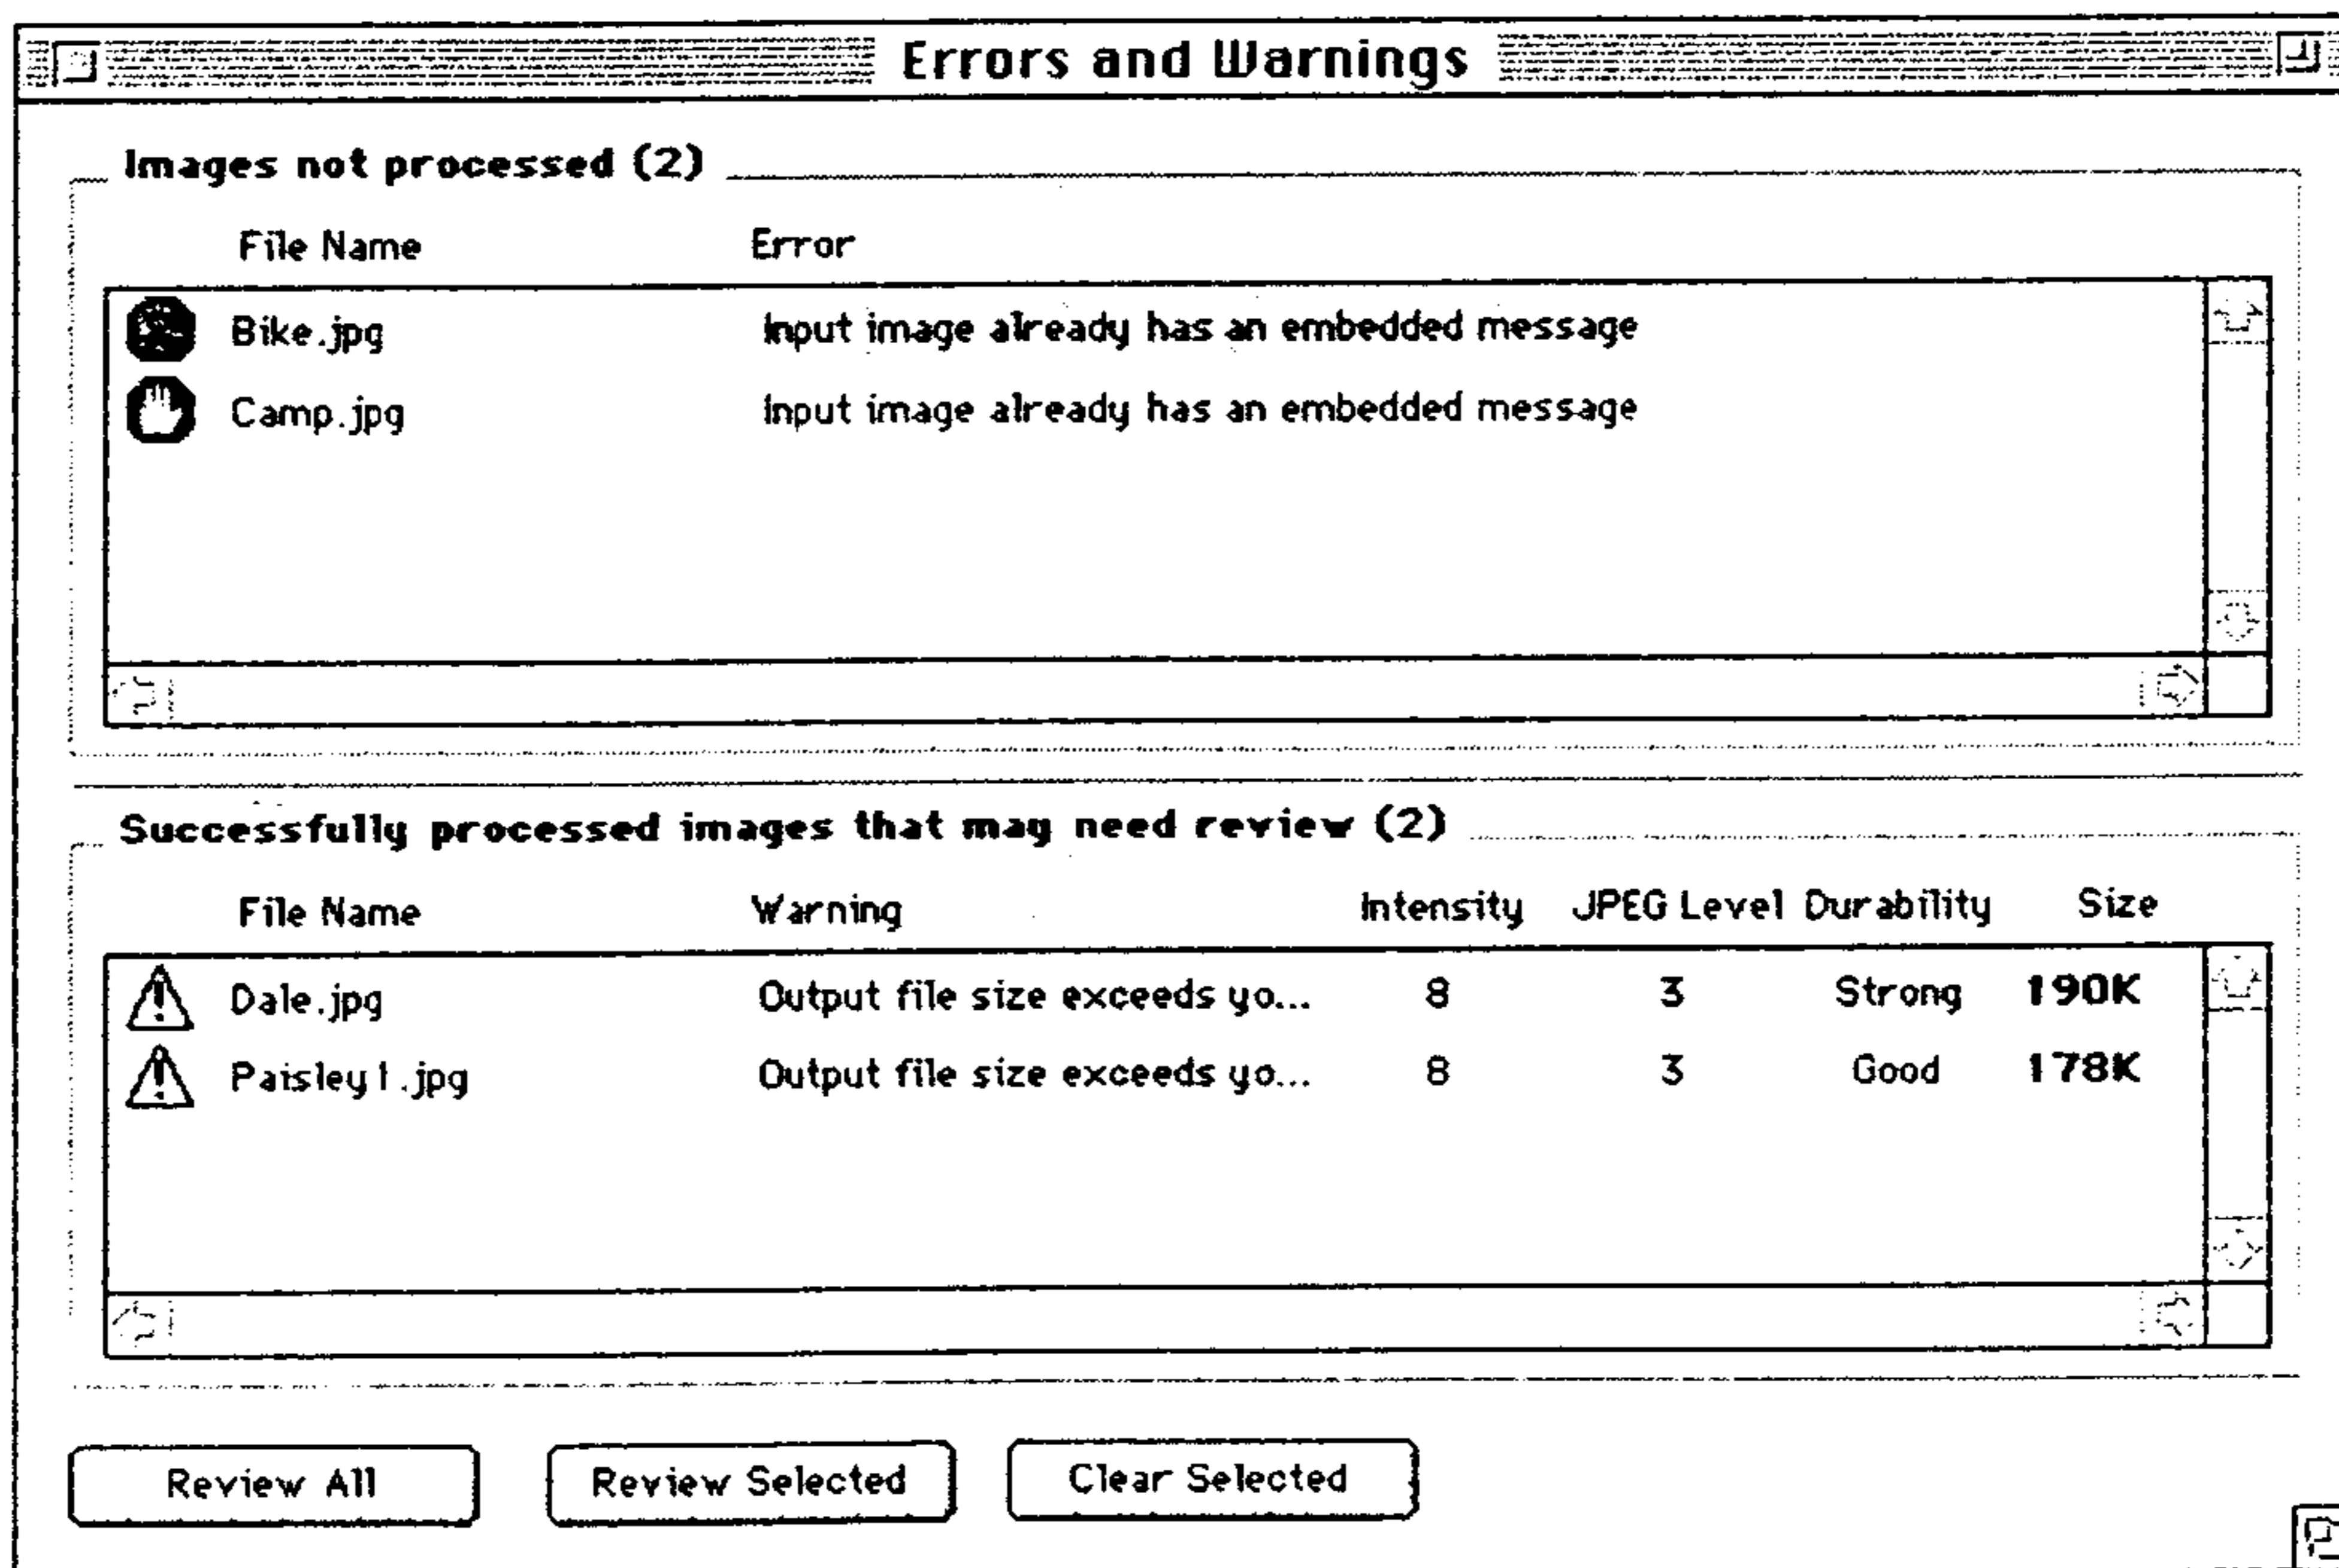 Errors and Warnings
Images not processed (2)
File Name Error
Bike.jpg Input image already has an embedded message
Camp.jpg Input image already has an embedded message
Successfully processed images that may need review (2)
File Name Warning Intensity JPEG Level Durability Size
Dale.jpg Output file size exceeds yo... 8 3 Strong 190K
Paisley1.jpg Output file size exceeds yo... 8 3 Good 178K
Review All Review Selected Clear Selected